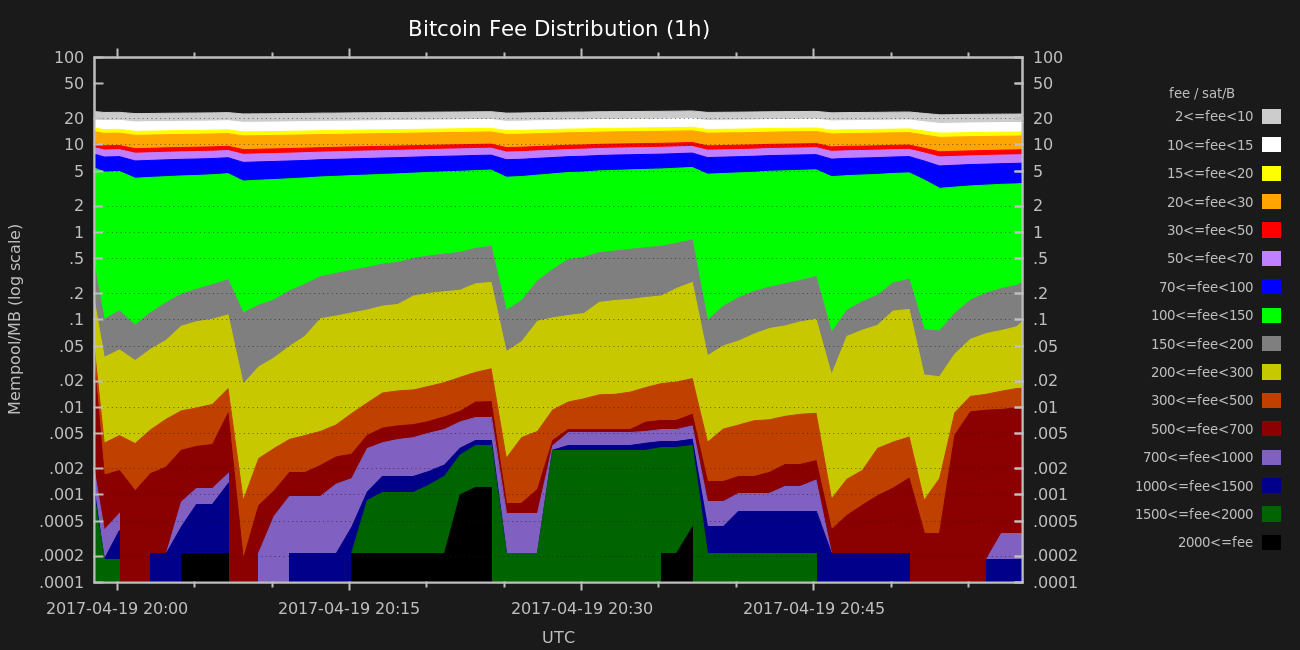 Bitcoin Fee Distribution (1h)
fee / sat/B
2<=fee<10
10<=fee<15
15<=fee<20
20<=fee<30
30<=fee<50
50<=fee<70
70<=fee<100
100<=fee<150
150<=fee<200
200<=fee<300
300<=fee<500
500<=fee<700
700<=fee<1000
1000<=fee<1500
1500<=fee<2000
2000<=fee
Mempool/MB (log scale)
100 100
50 50
20 20
10 10
5 5
2 2
1 1
.5 .5
.2 .2
.1 .1
.05 .05
.02 .02
.01 .01
.005 .005
.002 .002
.001 .001
.0005 .0005
.0002 .0002
.0001 .0001
2017-04-19 20:00 2017-04-19 20:15 2017-04-19 20:30 2017-04-19 20:45
UTC